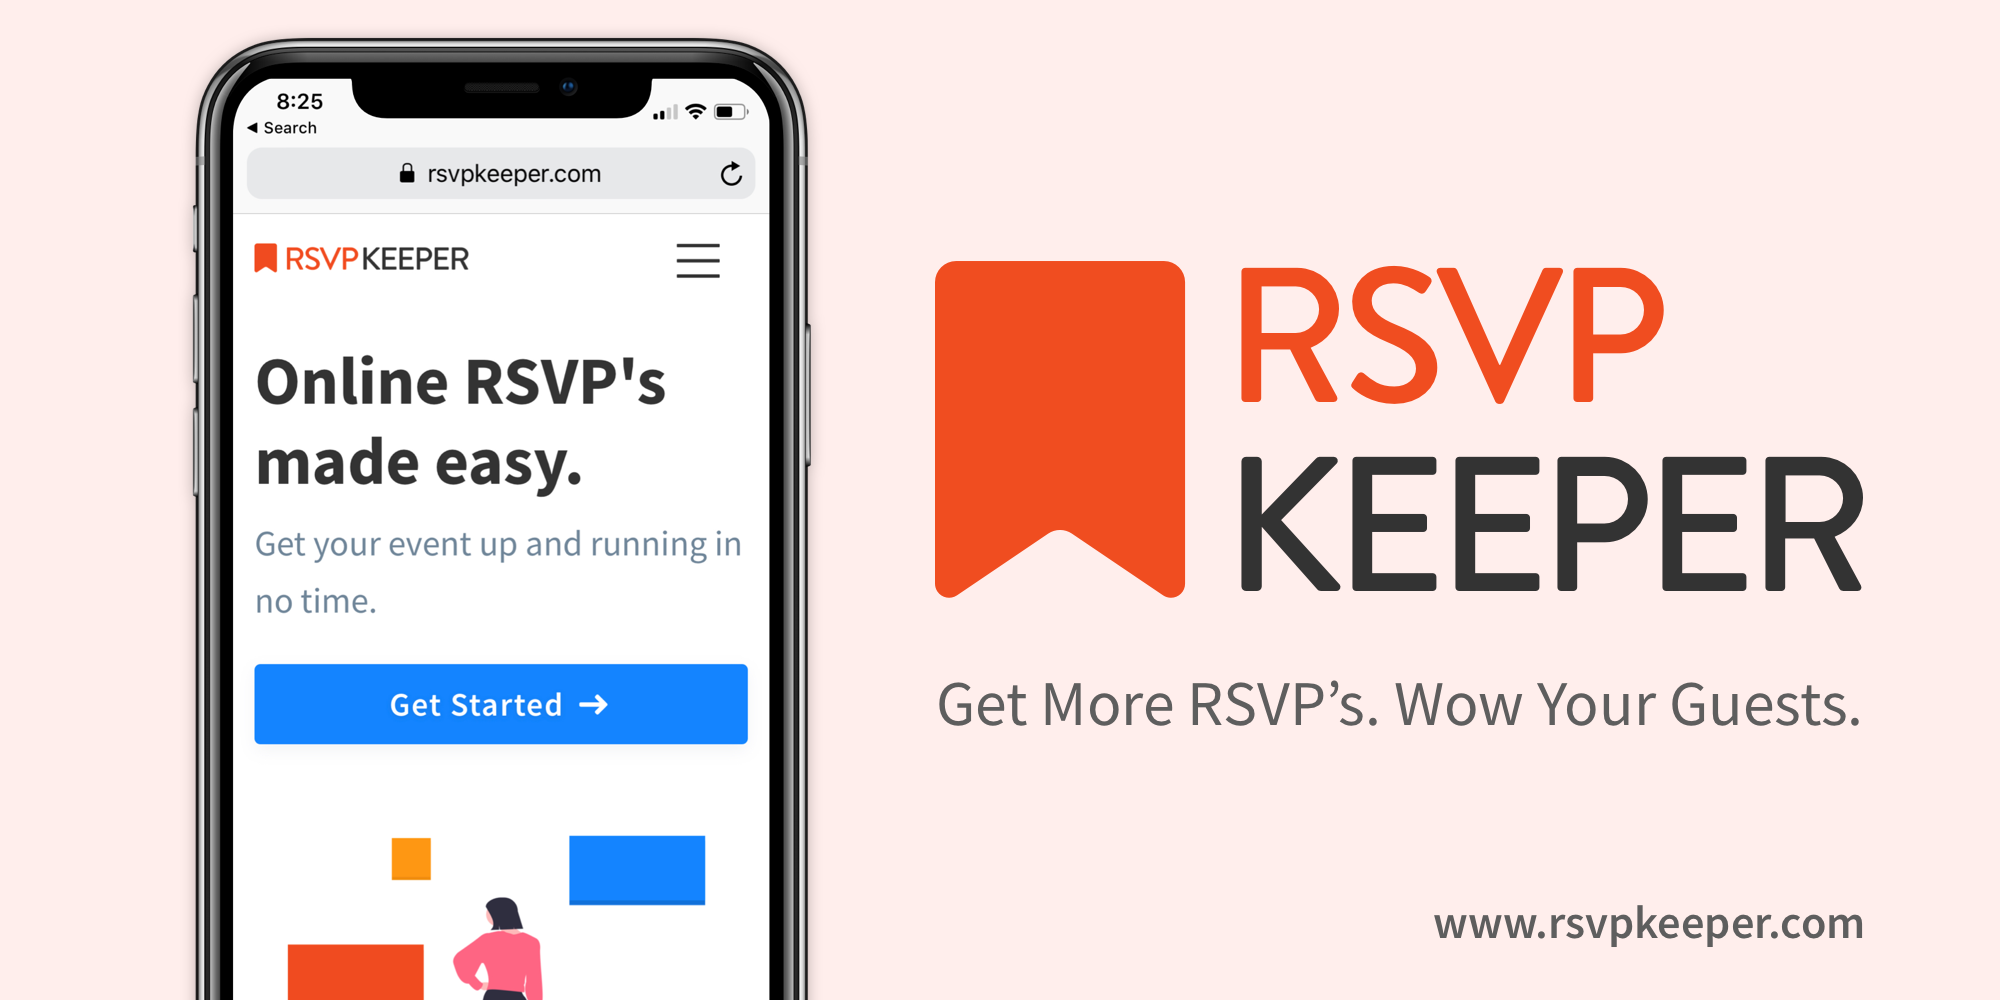 8:25
◀ Search
rsvpkeeper.com
RSVPKEEPER
Online RSVP's
made easy.
Get your event up and running in
no time.
Get Started →
RSVP
KEEPER
Get More RSVP’s. Wow Your Guests.
www.rsvpkeeper.com